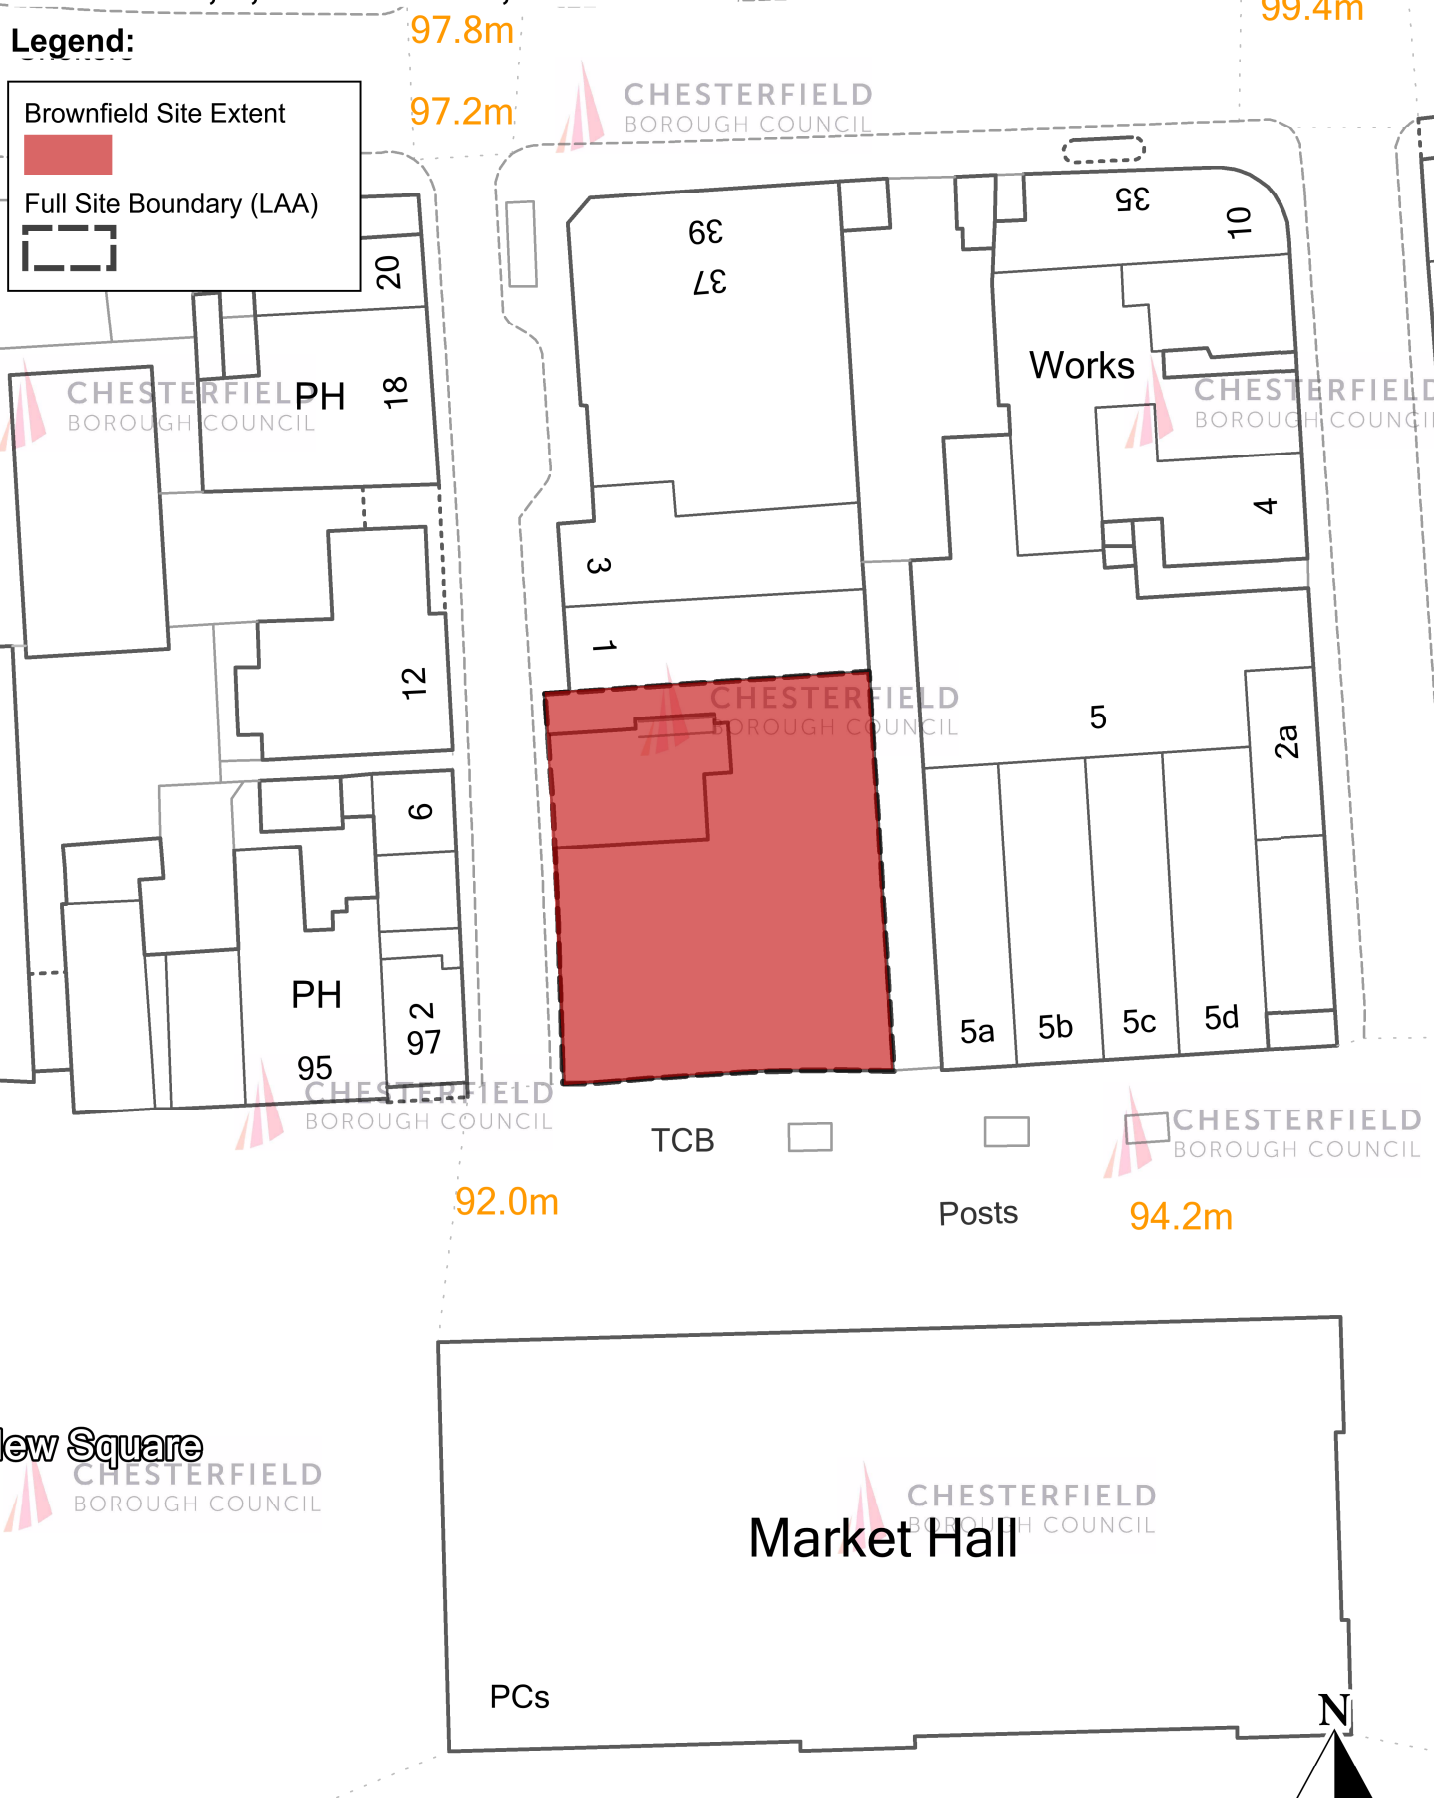 97.8m
99.4m
Legend:
97.2m
CHESTERFIELD
BOROUGH COUNCIL
Brownfield Site Extent
Full Site Boundary (LAA)
39
37
35
10
20
18
PH
Works
CHESTERFIELD
BOROUGH COUNCIL
CHESTERFIELD
BOROUGH COUNCIL
4
3
1
12
CHESTERFIELD
BOROUGH COUNCIL
5
2a
6
PH
2
97
95
5a
5b
5c
5d
CHESTERFIELD
BOROUGH COUNCIL
TCB
CHESTERFIELD
BOROUGH COUNCIL
92.0m
Posts
94.2m
Square
CHESTERFIELD
BOROUGH COUNCIL
CHESTERFIELD
BOROUGH COUNCIL
Market Hall
PCs
N